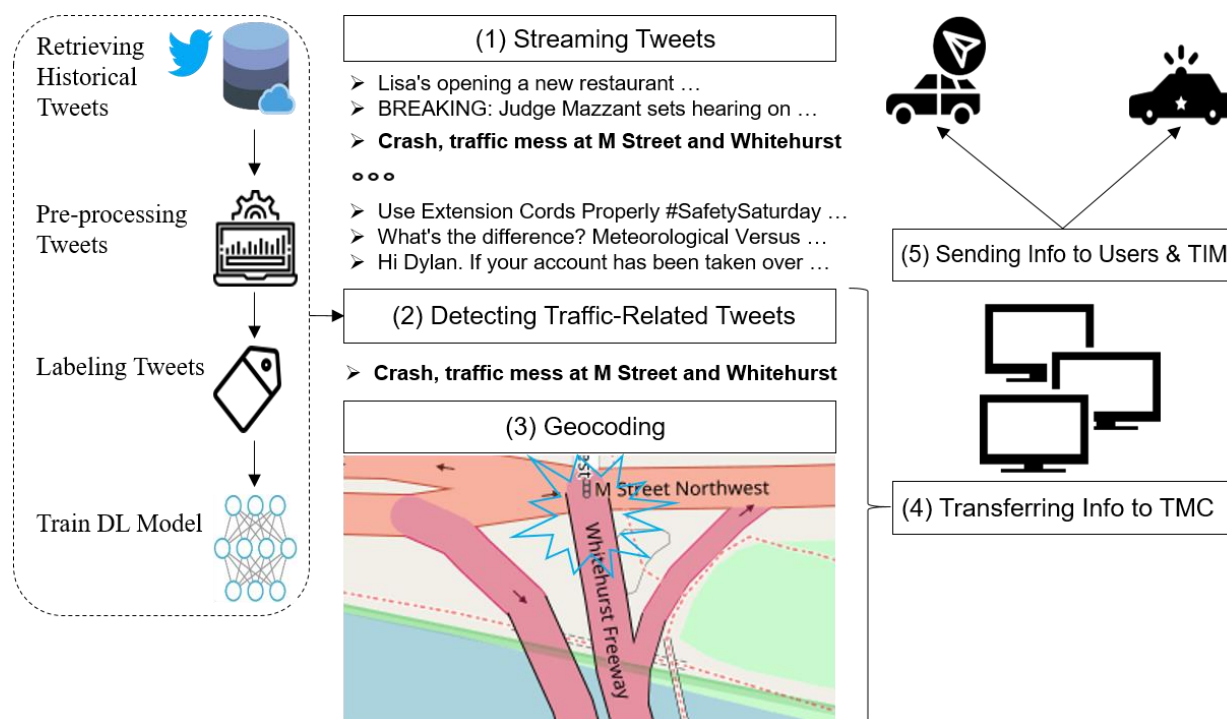 Retrieving
Historical
Tweets
Pre-processing
Tweets
Labeling Tweets
Train DL Model
(1) Streaming Tweets
➢ Lisa's opening a new restaurant …
➢ BREAKING: Judge Mazzant sets hearing on …
➢ Crash, traffic mess at M Street and Whitehurst
➢ Use Extension Cords Properly #SafetySaturday …
➢ What's the difference? Meteorological Versus …
➢ Hi Dylan. If your account has been taken over …
(2) Detecting Traffic-Related Tweets
➢ Crash, traffic mess at M Street and Whitehurst
(3) Geocoding
M Street Northwest
Whitehurst Freeway
(5) Sending Info to Users & TIM
(4) Transferring Info to TMC